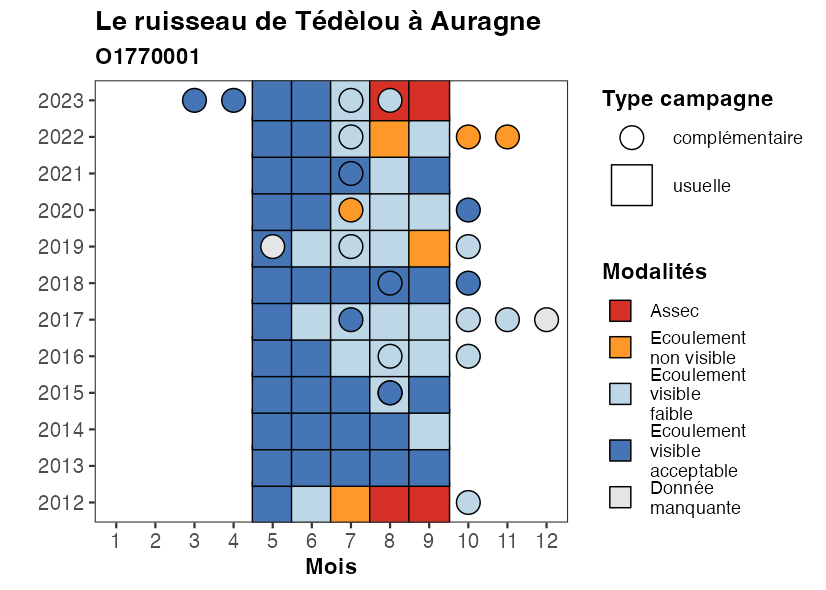 Le ruisseau de Tédèlou à Auragne
O1770001
2023
2022
2021
2020
2019
2018
2017
2016
2015
2014
2013
2012
1 2 3 4 5 6 7 8 9 10 11 12
Mois
Type campagne
complémentaire
usuelle
Modalités
Assec
Ecoulement
non visible
Ecoulement
visible
faible
Ecoulement
visible
acceptable
Donnée
manquante